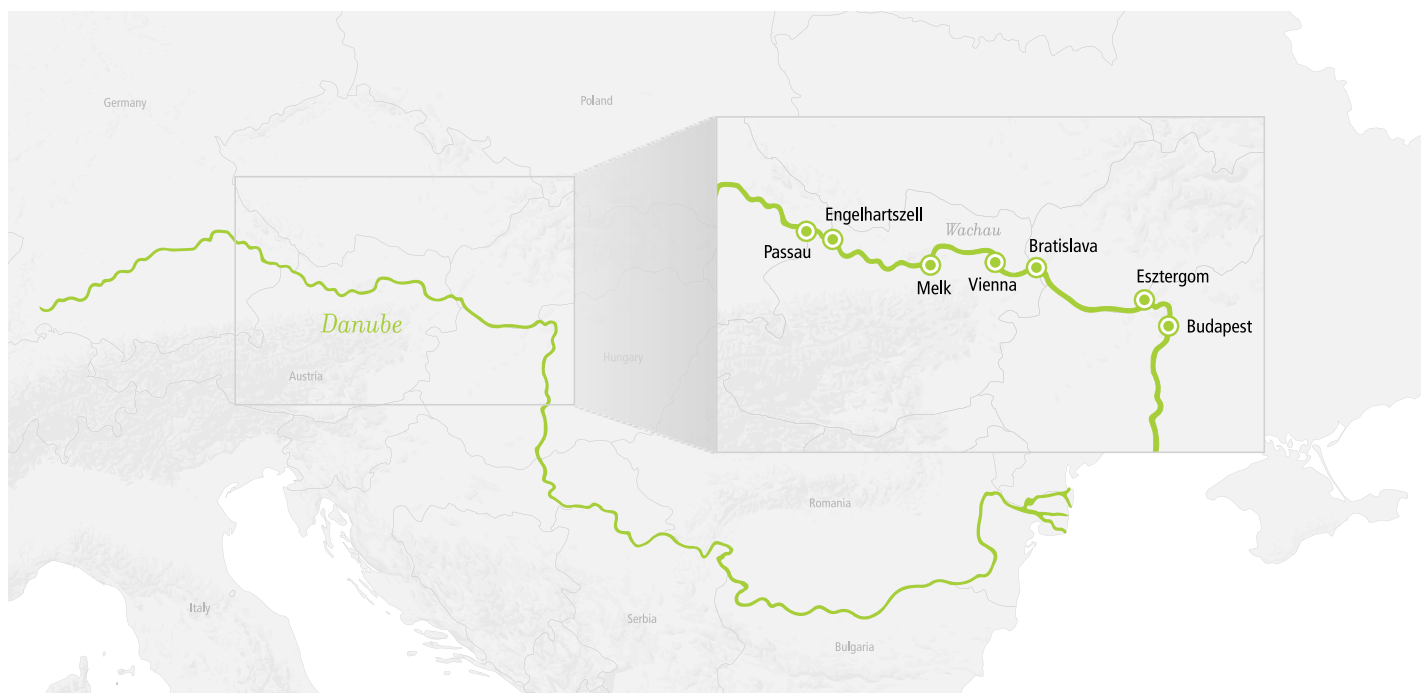 Germany
Poland
Engelhartszell
Passau
Wachau
Bratislava
Melk
Vienna
Esztergom
Budapest
Danube
Hungary
Austria
Romania
Italy
Serbia
Bulgaria